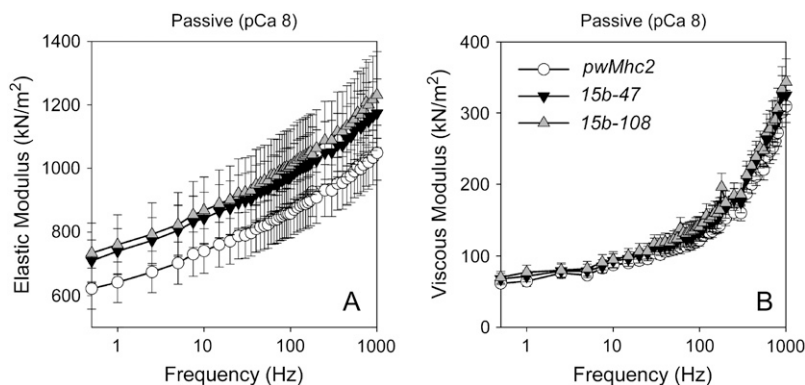 Passive (pCa 8)
Elastic Modulus (kN/m²)
1400
1200
1000
800
600
1
10
100
1000
Frequency (Hz)
A
Passive (pCa 8)
Viscous Modulus (kN/m²)
400
300
200
100
0
pwMhc2
15b-47
15b-108
1
10
100
1000
Frequency (Hz)
B